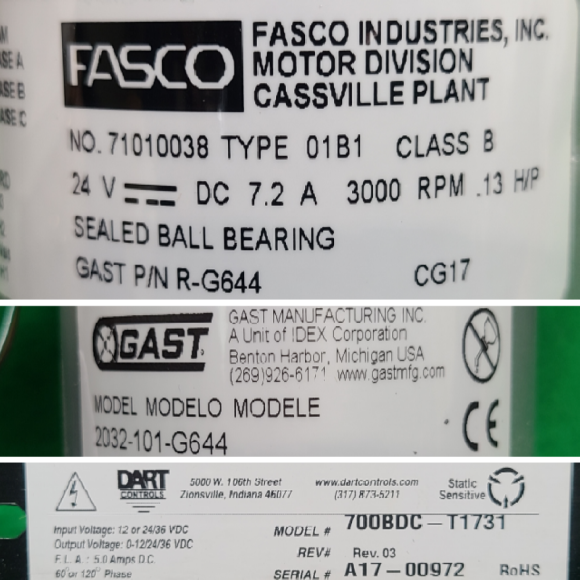 ASE A
ASE B
ASE C
FASCO
FASCO INDUSTRIES, INC.
MOTOR DIVISION
CASSVILLE PLANT
NO. 71010038 TYPE 01B1 CLASS B
24 V DC 7.2 A 3000 RPM .13 H/P
SEALED BALL BEARING
GAST P/N R-G644 CG17
GAST
GAST MANUFACTURING INC.
A Unit of IDEX Corporation
Benton Harbor, Michigan USA
(269)926-6171 www.gastmfg.com
MODEL MODELO MODELE
2032-101-G644
CE
DART
CONTROLS
5000 W. 106th Street
Zionsville, Indiana 46077
www.dartcontrols.com
(317) 873-5211
Static
Sensitive
Input Voltage: 12 or 24/36 VDC
Output Voltage: 0-12/24/36 VDC
F.L.A.: 5.0 Amps D.C.
60 or 120° Phase
MODEL # 700BDC-T1731
REV# Rev. 03
SERIAL # A17-00972 RoHS